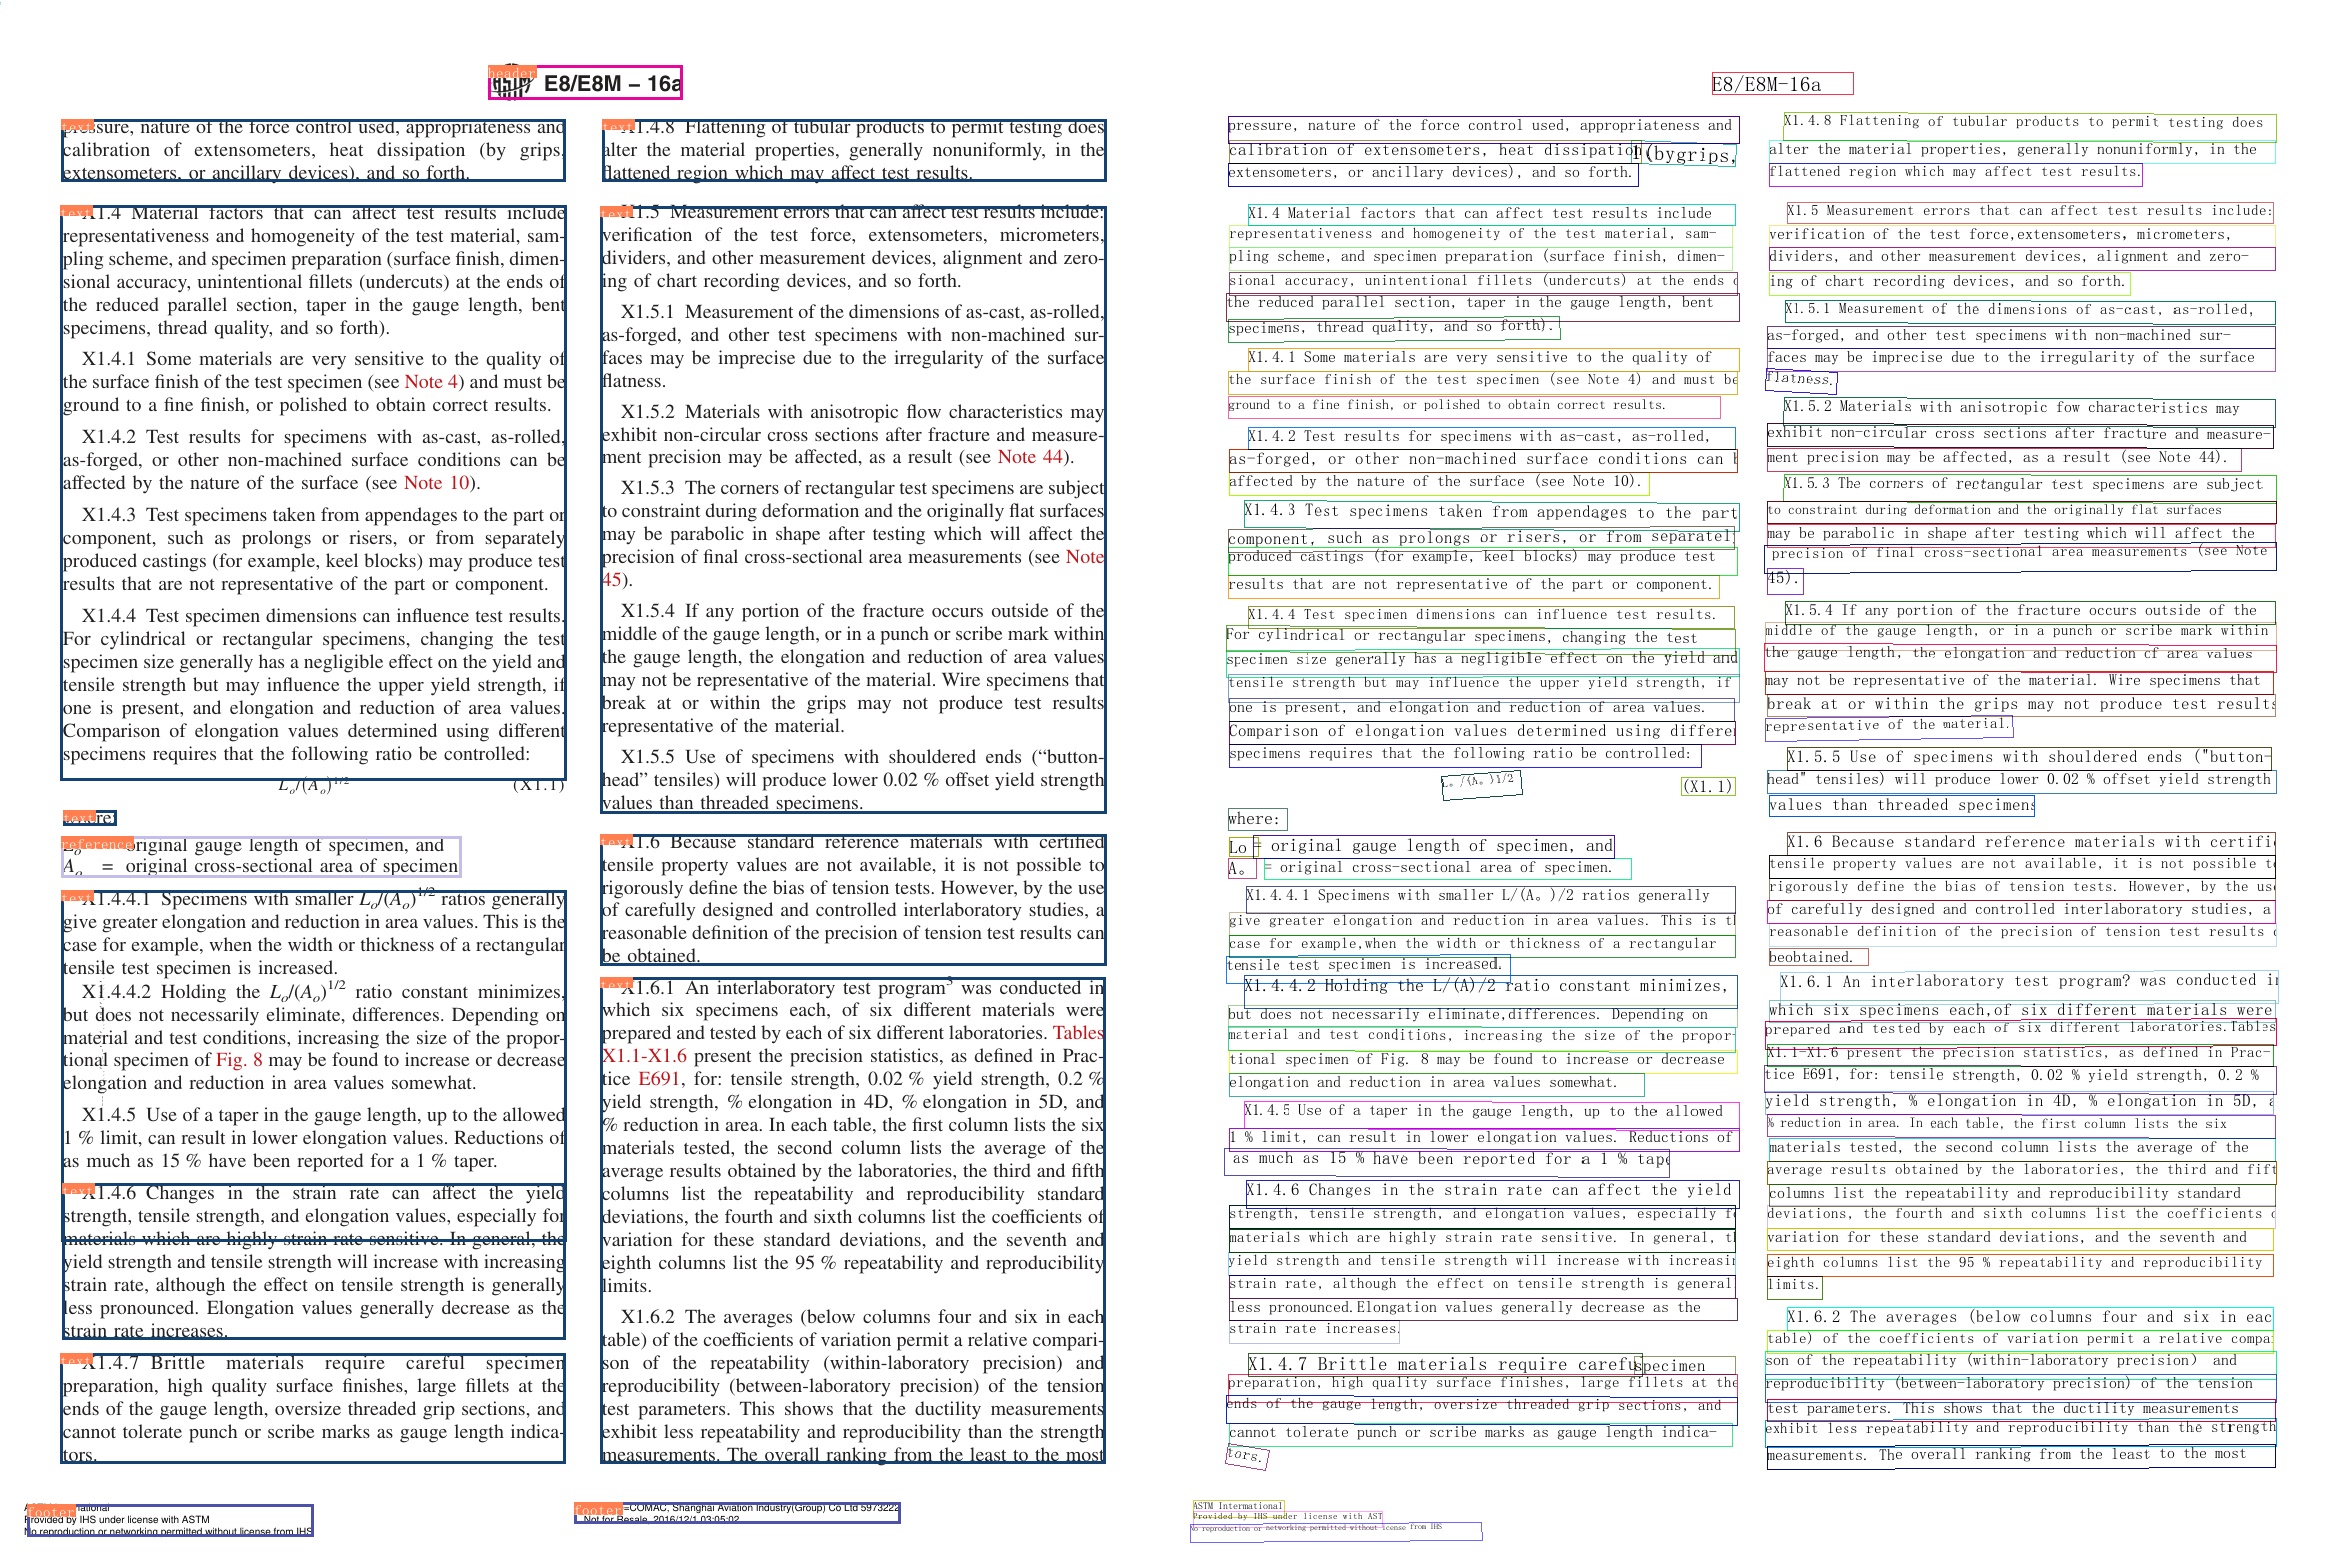 header
E8/E8M – 16a
text
pressure, nature of the force control used, appropriateness and
calibration of extensometers, heat dissipation (by grips,
extensometers, or ancillary devices), and so forth.
text
X1.4 Material factors that can affect test results include
representativeness and homogeneity of the test material, sam-
pling scheme, and specimen preparation (surface finish, dimen-
sional accuracy, unintentional fillets (undercuts) at the ends of
the reduced parallel section, taper in the gauge length, bent
specimens, thread quality, and so forth).
X1.4.1 Some materials are very sensitive to the quality of
the surface finish of the test specimen (see Note 4) and must be
ground to a fine finish, or polished to obtain correct results.
X1.4.2 Test results for specimens with as-cast, as-rolled,
as-forged, or other non-machined surface conditions can be
affected by the nature of the surface (see Note 10).
X1.4.3 Test specimens taken from appendages to the part or
component, such as prolongs or risers, or from separately
produced castings (for example, keel blocks) may produce test
results that are not representative of the part or component.
X1.4.4 Test specimen dimensions can influence test results.
For cylindrical or rectangular specimens, changing the test
specimen size generally has a negligible effect on the yield and
tensile strength but may influence the upper yield strength, if
one is present, and elongation and reduction of area values.
Comparison of elongation values determined using different
specimens requires that the following ratio be controlled:
Lo/(Ao)1/2 (X1.1)
text
where:
reference
Lo = original gauge length of specimen, and
Ao = original cross-sectional area of specimen
text
X1.4.4.1 Specimens with smaller Lo/(Ao)1/2 ratios generally
give greater elongation and reduction in area values. This is the
case for example, when the width or thickness of a rectangular
tensile test specimen is increased.
X1.4.4.2 Holding the Lo/(Ao)1/2 ratio constant minimizes,
but does not necessarily eliminate, differences. Depending on
material and test conditions, increasing the size of the propor-
tional specimen of Fig. 8 may be found to increase or decrease
elongation and reduction in area values somewhat.
X1.4.5 Use of a taper in the gauge length, up to the allowed
1 % limit, can result in lower elongation values. Reductions of
as much as 15 % have been reported for a 1 % taper.
text
X1.4.6 Changes in the strain rate can affect the yield
strength, tensile strength, and elongation values, especially for
materials which are highly strain rate sensitive. In general, the
yield strength and tensile strength will increase with increasing
strain rate, although the effect on tensile strength is generally
less pronounced. Elongation values generally decrease as the
strain rate increases.
text
X1.4.7 Brittle materials require careful specimen
preparation, high quality surface finishes, large fillets at the
ends of the gauge length, oversize threaded grip sections, and
cannot tolerate punch or scribe marks as gauge length indica-
tors.
text
X1.4.8 Flattening of tubular products to permit testing does
alter the material properties, generally nonuniformly, in the
flattened region which may affect test results.
text
X1.5 Measurement errors that can affect test results include:
verification of the test force, extensometers, micrometers,
dividers, and other measurement devices, alignment and zero-
ing of chart recording devices, and so forth.
X1.5.1 Measurement of the dimensions of as-cast, as-rolled,
as-forged, and other test specimens with non-machined sur-
faces may be imprecise due to the irregularity of the surface
flatness.
X1.5.2 Materials with anisotropic flow characteristics may
exhibit non-circular cross sections after fracture and measure-
ment precision may be affected, as a result (see Note 44).
X1.5.3 The corners of rectangular test specimens are subject
to constraint during deformation and the originally flat surfaces
may be parabolic in shape after testing which will affect the
precision of final cross-sectional area measurements (see Note
45).
X1.5.4 If any portion of the fracture occurs outside of the
middle of the gauge length, or in a punch or scribe mark within
the gauge length, the elongation and reduction of area values
may not be representative of the material. Wire specimens that
break at or within the grips may not produce test results
representative of the material.
X1.5.5 Use of specimens with shouldered ends (“button-
head” tensiles) will produce lower 0.02 % offset yield strength
values than threaded specimens.
text
X1.6 Because standard reference materials with certified
tensile property values are not available, it is not possible to
rigorously define the bias of tension tests. However, by the use
of carefully designed and controlled interlaboratory studies, a
reasonable definition of the precision of tension test results can
be obtained.
text
X1.6.1 An interlaboratory test program5 was conducted in
which six specimens each, of six different materials were
prepared and tested by each of six different laboratories. Tables
X1.1-X1.6 present the precision statistics, as defined in Prac-
tice E691, for: tensile strength, 0.02 % yield strength, 0.2 %
yield strength, % elongation in 4D, % elongation in 5D, and
% reduction in area. In each table, the first column lists the six
materials tested, the second column lists the average of the
average results obtained by the laboratories, the third and fifth
columns list the repeatability and reproducibility standard
deviations, the fourth and sixth columns list the coefficients of
variation for these standard deviations, and the seventh and
eighth columns list the 95 % repeatability and reproducibility
limits.
X1.6.2 The averages (below columns four and six in each
table) of the coefficients of variation permit a relative compari-
son of the repeatability (within-laboratory precision) and
reproducibility (between-laboratory precision) of the tension
test parameters. This shows that the ductility measurements
exhibit less repeatability and reproducibility than the strength
measurements. The overall ranking from the least to the most
footer
Provided by IHS under license with ASTM
No reproduction or networking permitted without license from IHS
footer
=COMAC, Shanghai Aviation Industry(Group) Co Ltd 5973222
Not for Resale, 2016/12/1 03:05:02
E8/E8M-16a
pressure, nature of the force control used, appropriateness and
calibration of extensometers, heat dissipation (bygrips,
extensometers, or ancillary devices), and so forth.
X1.4 Material factors that can affect test results include
representativeness and homogeneity of the test material, sam-
pling scheme, and specimen preparation (surface finish, dimen-
sional accuracy, unintentional fillets (undercuts) at the ends o
the reduced parallel section, taper in the gauge length, bent
specimens, thread quality, and so forth).
X1.4.1 Some materials are very sensitive to the quality of
the surface finish of the test specimen (see Note 4) and must be
ground to a fine finish, or polished to obtain correct results.
X1.4.2 Test results for specimens with as-cast, as-rolled,
as-forged, or other non-machined surface conditions can b
affected by the nature of the surface (see Note 10).
X1.4.3 Test specimens taken from appendages to the part
component, such as prolongs or risers, or from separatel
produced castings (for example, keel blocks) may produce test
results that are not representative of the part or component.
X1.4.4 Test specimen dimensions can influence test results.
For cylindrical or rectangular specimens, changing the test
specimen size generally has a negligible effect on the yield and
tensile strength but may influence the upper yield strength, if
one is present, and elongation and reduction of area values.
Comparison of elongation values determined using differe
specimens requires that the following ratio be controlled:
L。/(A。)1/2 (X1.1)
where:
Lo = original gauge length of specimen, and
A。 = original cross-sectional area of specimen.
X1.4.4.1 Specimens with smaller L/(A。)/2 ratios generally
give greater elongation and reduction in area values. This is th
case for example,when the width or thickness of a rectangular
tensile test specimen is increased.
X1.4.4.2 Holding the L/(A)/2 ratio constant minimizes,
but does not necessarily eliminate,differences. Depending on
material and test conditions, increasing the size of the propor-
tional specimen of Fig. 8 may be found to increase or decrease
elongation and reduction in area values somewhat.
X1.4.5 Use of a taper in the gauge length, up to the allowed
1 % limit, can result in lower elongation values. Reductions of
as much as 15 % have been reported for a 1 % tape
X1.4.6 Changes in the strain rate can affect the yield
strength, tensile strength, and elongation values, especially fo
materials which are highly strain rate sensitive. In general, th
yield strength and tensile strength will increase with increasin
strain rate, although the effect on tensile strength is general
less pronounced.Elongation values generally decrease as the
strain rate increases.
X1.4.7 Brittle materials require carefu specimen
preparation, high quality surface finishes, large fillets at the
ends of the gauge length, oversize threaded grip sections, and
cannot tolerate punch or scribe marks as gauge length indica-
tors.
X1.4.8 Flattening of tubular products to permit testing does
alter the material properties, generally nonuniformly, in the
flattened region which may affect test results.
X1.5 Measurement errors that can affect test results include:
verification of the test force,extensometers, micrometers,
dividers, and other measurement devices, alignment and zero-
ing of chart recording devices, and so forth.
X1.5.1 Measurement of the dimensions of as-cast, as-rolled,
as-forged, and other test specimens with non-machined sur-
faces may be imprecise due to the irregularity of the surface
flatness.
X1.5.2 Materials with anisotropic fow characteristics may
exhibit non-circular cross sections after fracture and measure-
ment precision may be affected, as a result (see Note 44).
X1.5.3 The corners of rectangular test specimens are subject
to constraint during deformation and the originally flat surfaces
may be parabolic in shape after testing which will affect the
precision of final cross-sectional area measurements (see Note
45).
X1.5.4 If any portion of the fracture occurs outside of the
middle of the gauge length, or in a punch or scribe mark within
the gauge length, the elongation and reduction of area values
may not be representative of the material. Wire specimens that
break at or within the grips may not produce test results
representative of the material.
X1.5.5 Use of specimens with shouldered ends ("button-
head" tensiles) will produce lower 0.02 % offset yield strength
values than threaded specimens
X1.6 Because standard reference materials with certifi
tensile property values are not available, it is not possible to
rigorously define the bias of tension tests. However, by the use
of carefully designed and controlled interlaboratory studies, a
reasonable definition of the precision of tension test results c
beobtained.
X1.6.1 An interlaboratory test program? was conducted in
which six specimens each,of six different materials were
prepared and tested by each of six different laboratories.Tables
X1.1-X1.6 present the precision statistics, as defined in Prac-
tice E691, for: tensile strength, 0.02 % yield strength, 0.2 %
yield strength, % elongation in 4D, % elongation in 5D, a
% reduction in area. In each table, the first column lists the six
materials tested, the second column lists the average of the
average results obtained by the laboratories, the third and fift
columns list the repeatability and reproducibility standard
deviations, the fourth and sixth columns list the coefficients o
variation for these standard deviations, and the seventh and
eighth columns list the 95 % repeatability and reproducibility
limits.
X1.6.2 The averages (below columns four and six in eac
table) of the coefficients of variation permit a relative compa
son of the repeatability (within-laboratory precision) and
reproducibility (between-laboratory precision) of the tension
test parameters. This shows that the ductility measurements
exhibit less repeatability and reproducibility than the strength
measurements. The overall ranking from the least to the most
ASTM International
Provided by IHS under license with AST
No reproduction or networking permitted without license from IHS